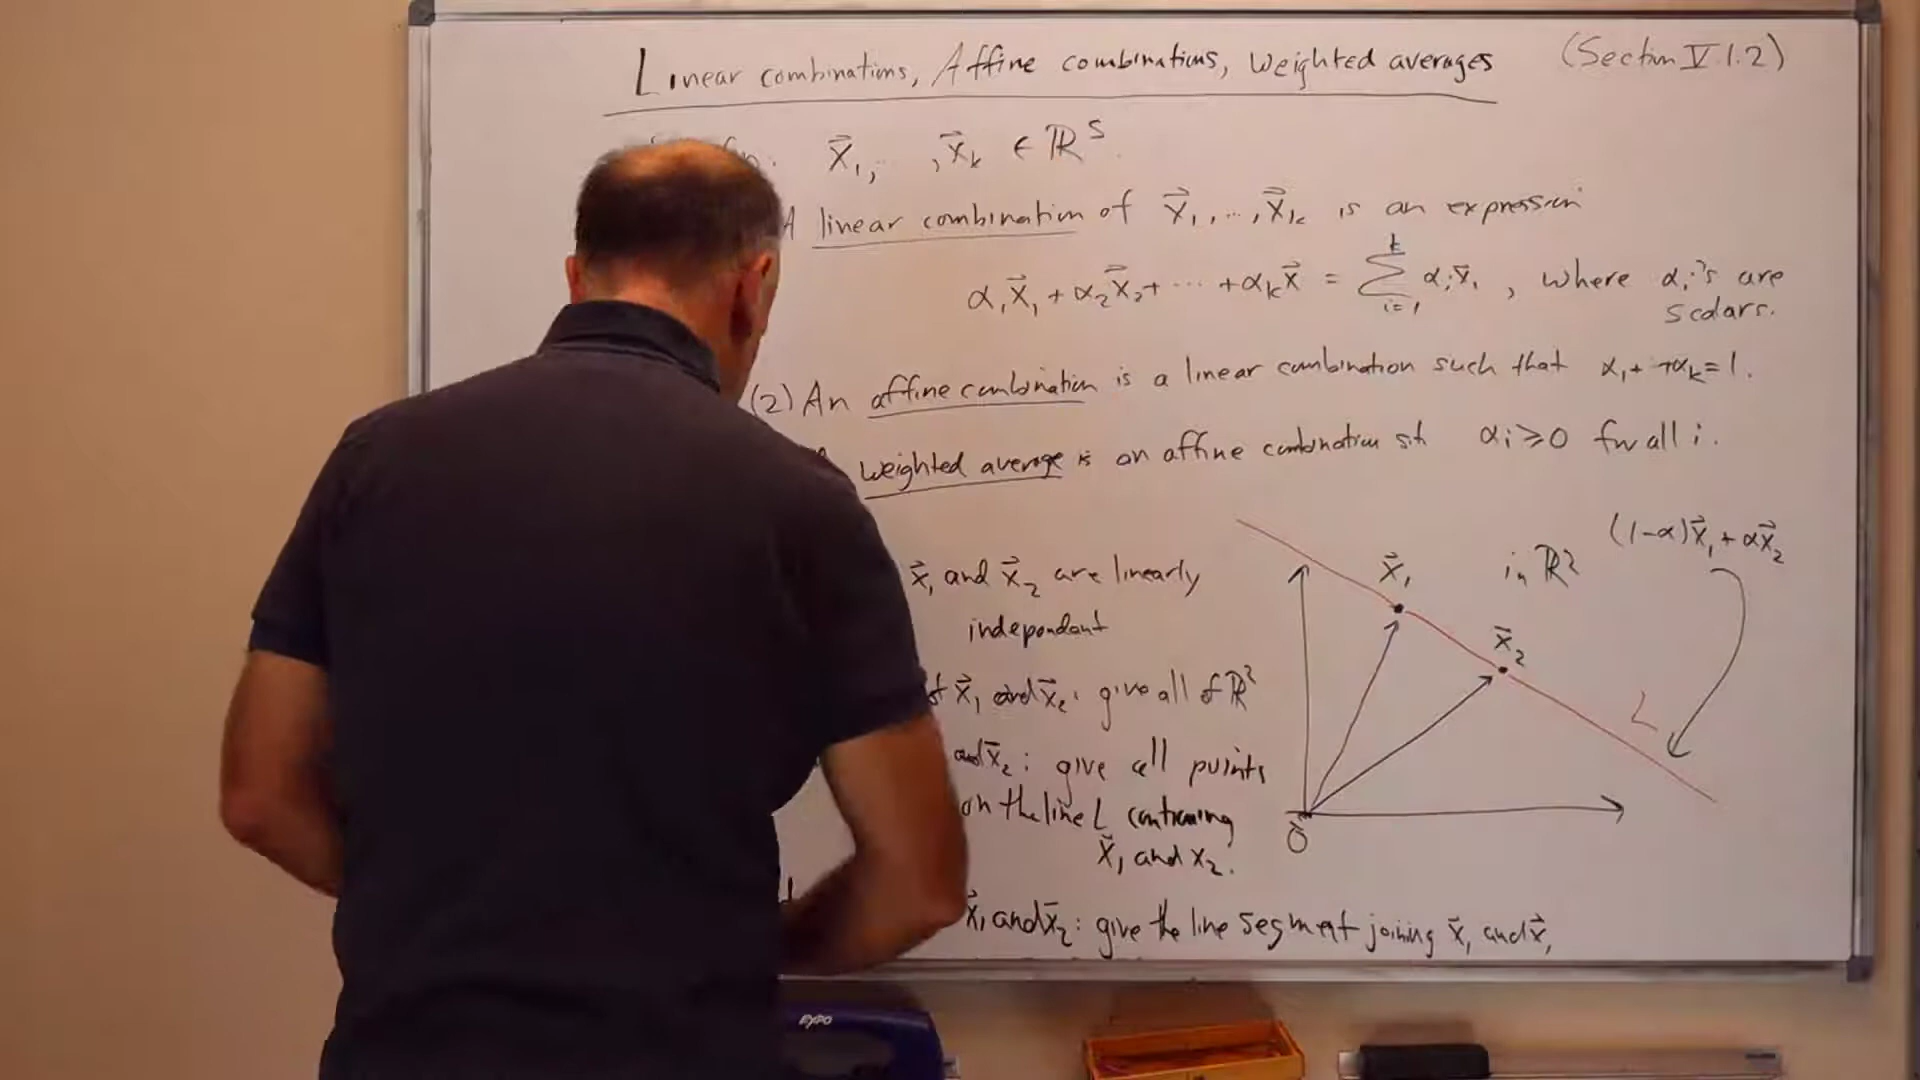 Linear combinations, Affine combinations, Weighted averages (Section V.1.2)
x⃗₁, , x⃗ₖ ∈ ℝˢ.
A linear combination of x⃗₁, ..., x⃗ₖ is an expression
α₁x⃗₁ + α₂x⃗₂ + ··· + αₖx⃗ = ∑ᵢ₌₁ᵏ αᵢx⃗ᵢ , where αᵢ's are
scalars.
(2) An affine combination is a linear combination such that α₁ + +αₖ = 1.
weighted average is an affine combination s.t. αᵢ ≥ 0 for all i.
x⃗₁ and x⃗₂ are linearly
independent
x⃗₁ and x⃗₂: give all of ℝ²
and x⃗₂: give all points
on the line L containing
x⃗₁ and x₂.
x⃗₁ and x⃗₂: give the line segment joining x⃗₁ and x⃗,
(1-α)x⃗₁ + αx⃗₂
in ℝ²
x⃗₁
x⃗₂
L
0⃗
EXPO